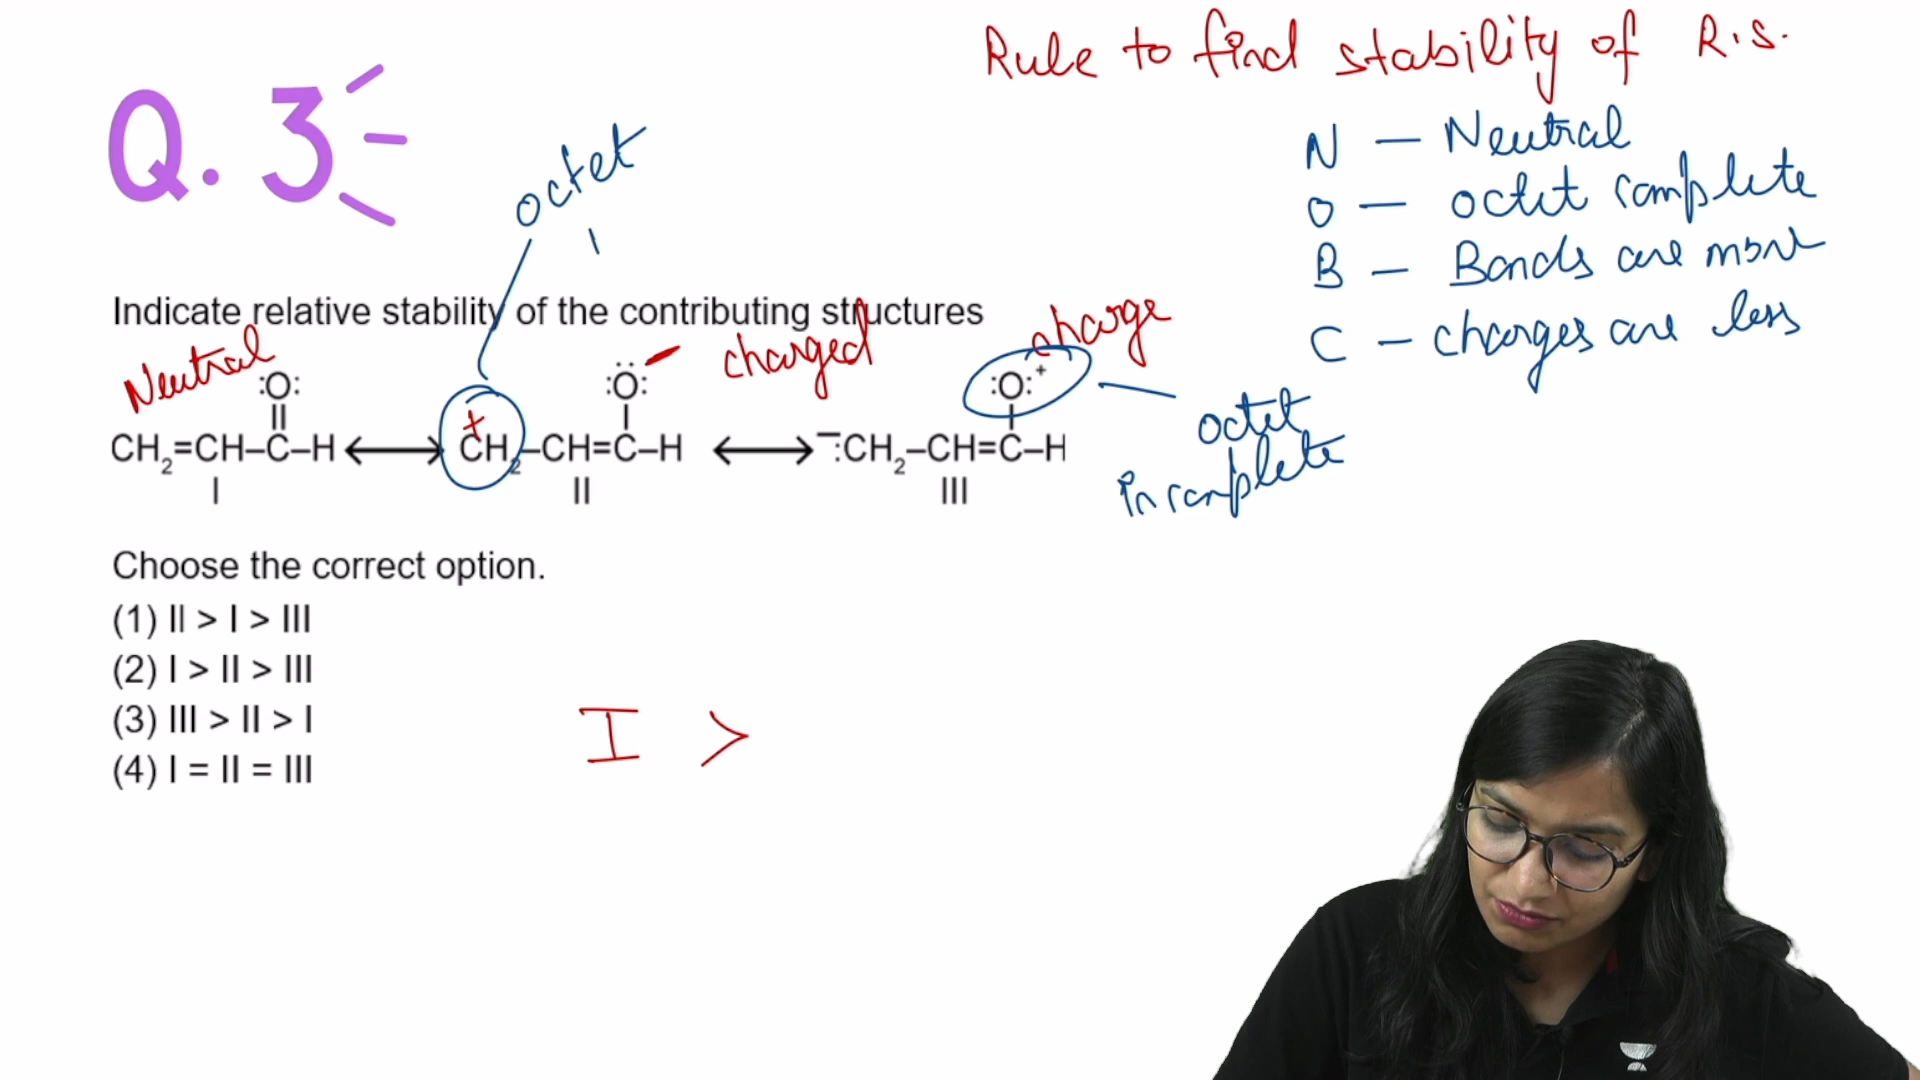 Q. 3
Rule to find stability of R.S.
N — Neutral
O — octet complete
B — Bonds are more
C — charges are less
octet
Indicate relative stability of the contributing structures
Neutral
charged
charge
:O: :Ö: :O:⁺
CH₂=CH–C–H ⟷ CH₂–CH=C–H ⟷ ⁻:CH₂–CH=C–H
+
I II III
octet
incomplete
Choose the correct option.
(1) II > I > III
(2) I > II > III
(3) III > II > I
(4) I = II = III
I >